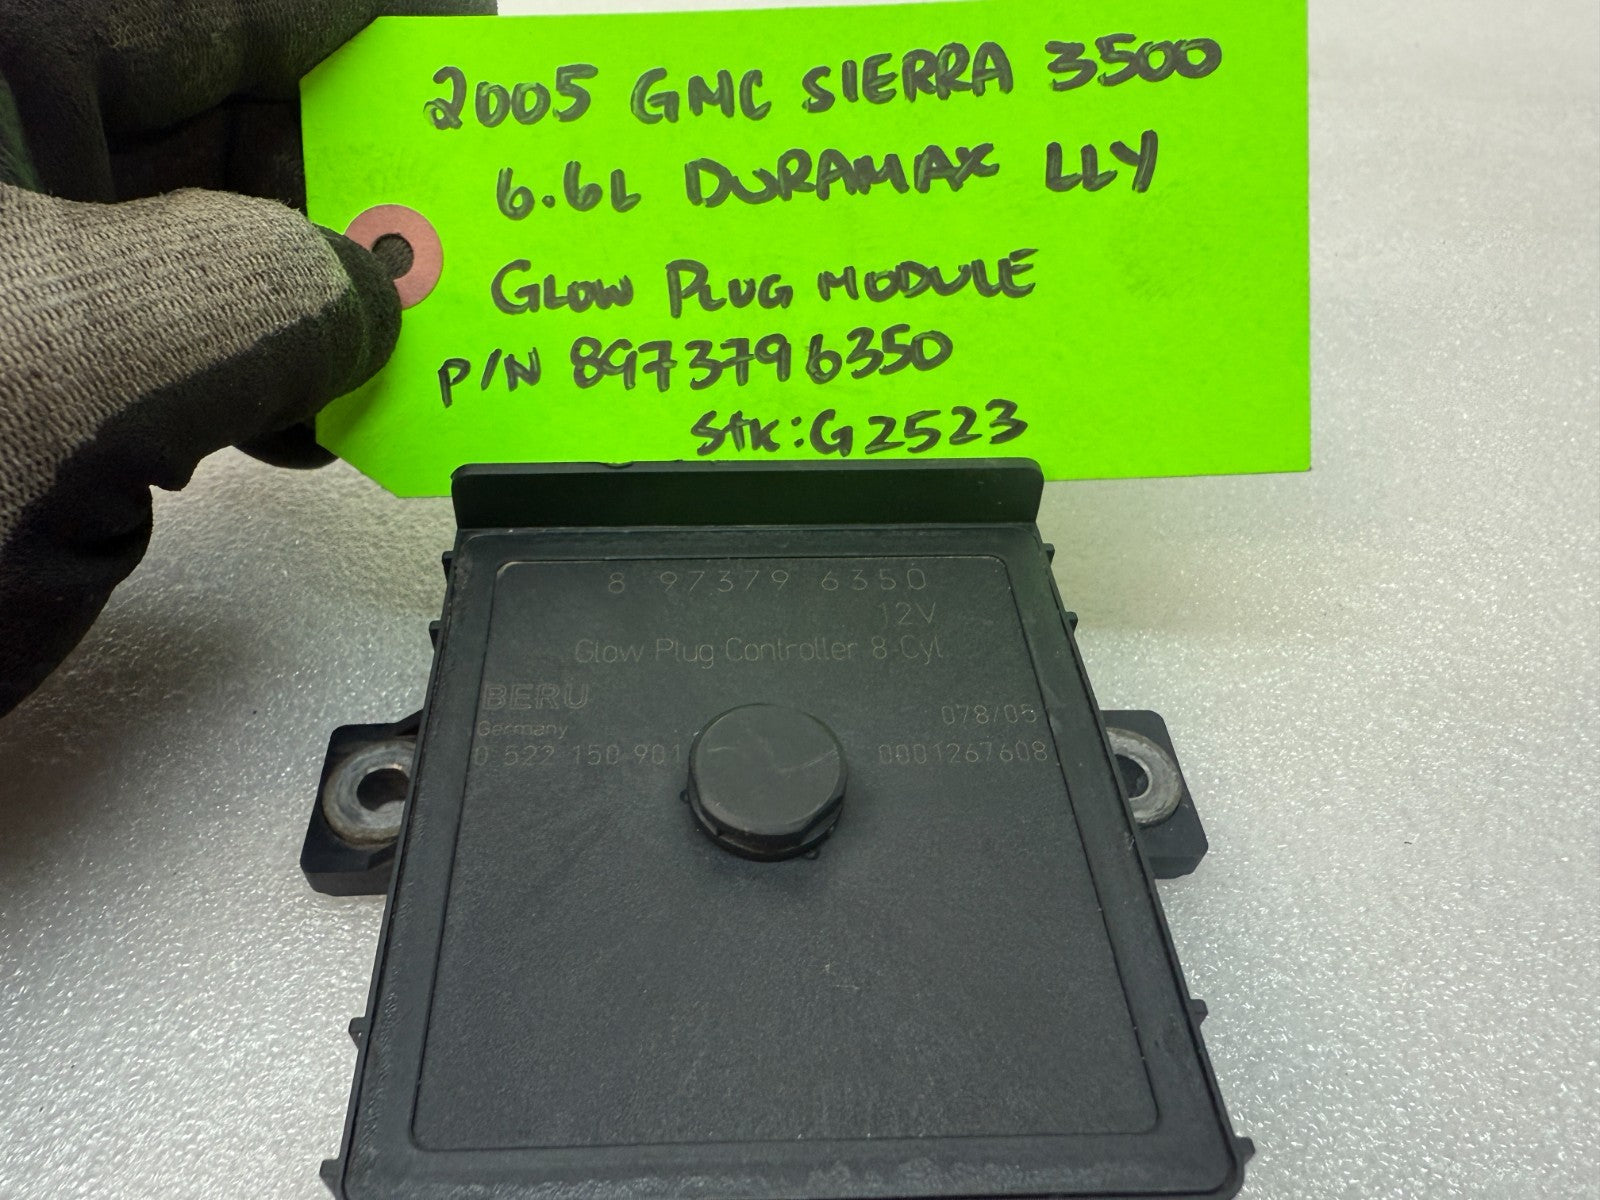 2005 GMC SIERRA 3500
6.6L DURAMAX LLY
GLOW PLUG MODULE
P/N 8973796350
Stk: G2523
8 97379 6350
12V
Glow Plug Controller 8-Cyl
BERU
Germany 078/05
0 522 150 901 0001267608